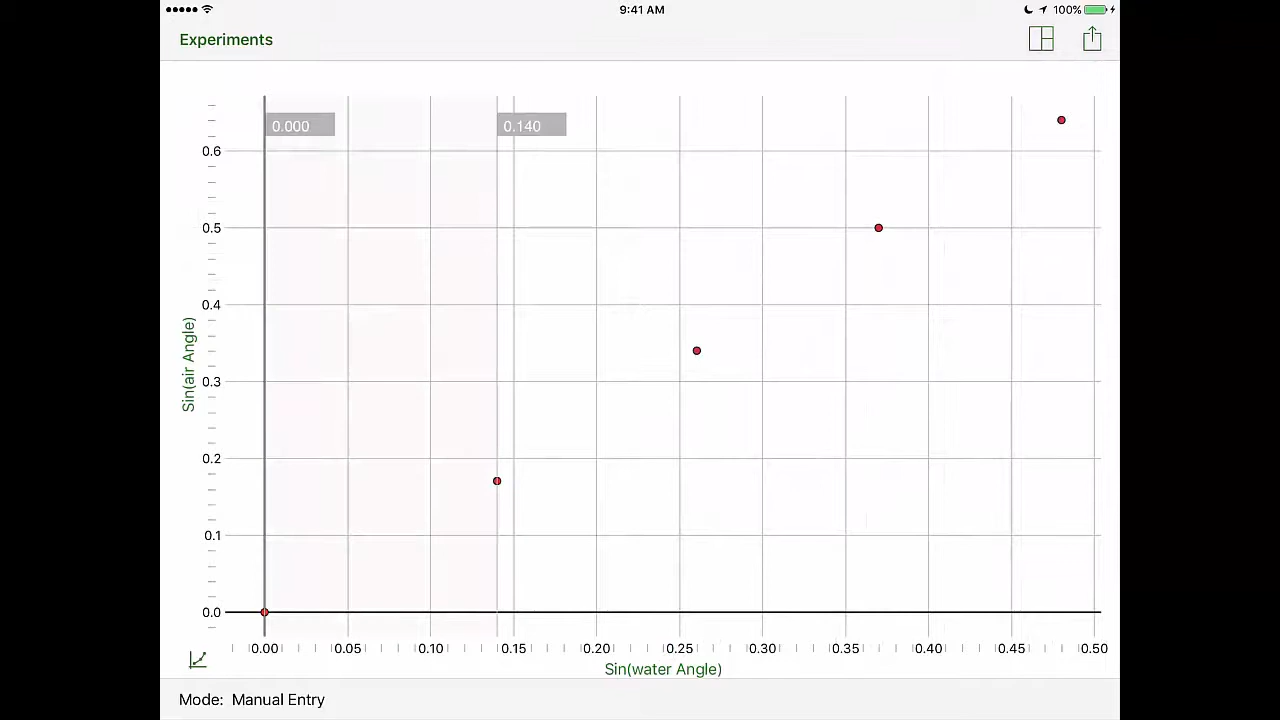 9:41 AM
100%
Experiments
0.000
0.140
0.6
0.5
0.4
0.3
0.2
0.1
0.0
Sin(air Angle)
0.00 0.05 0.10 0.15 0.20 0.25 0.30 0.35 0.40 0.45 0.50
Sin(water Angle)
Mode: Manual Entry